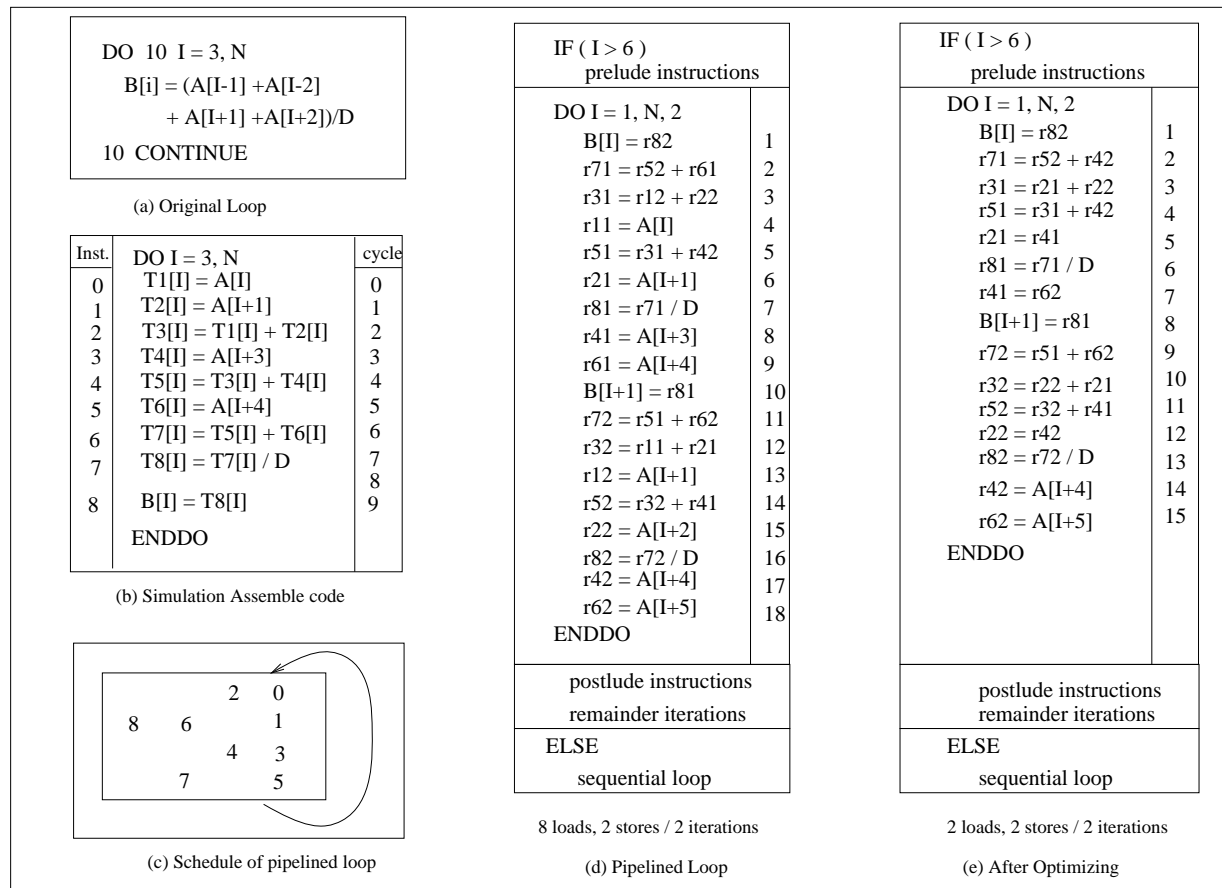 DO 10 I = 3, N
B[i] = (A[I-1] +A[I-2]
+ A[I+1] +A[I+2])/D
10 CONTINUE
(a) Original Loop
Inst. DO I = 3, N cycle
0 T1[I] = A[I] 0
1 T2[I] = A[I+1] 1
2 T3[I] = T1[I] + T2[I] 2
3 T4[I] = A[I+3] 3
4 T5[I] = T3[I] + T4[I] 4
5 T6[I] = A[I+4] 5
6 T7[I] = T5[I] + T6[I] 6
7 T8[I] = T7[I] / D 7
8
8 B[I] = T8[I] 9
ENDDO
(b) Simulation Assemble code
2 0
8 6 1
4 3
7 5
(c) Schedule of pipelined loop
IF ( I > 6 )
prelude instructions
DO I = 1, N, 2
B[I] = r82 1
r71 = r52 + r61 2
r31 = r12 + r22 3
r11 = A[I] 4
r51 = r31 + r42 5
r21 = A[I+1] 6
r81 = r71 / D 7
r41 = A[I+3] 8
r61 = A[I+4] 9
B[I+1] = r81 10
r72 = r51 + r62 11
r32 = r11 + r21 12
r12 = A[I+1] 13
r52 = r32 + r41 14
r22 = A[I+2] 15
r82 = r72 / D 16
r42 = A[I+4] 17
r62 = A[I+5] 18
ENDDO
postlude instructions
remainder iterations
ELSE
sequential loop
8 loads, 2 stores / 2 iterations
(d) Pipelined Loop
IF ( I > 6 )
prelude instructions
DO I = 1, N, 2
B[I] = r82 1
r71 = r52 + r42 2
r31 = r21 + r22 3
r51 = r31 + r42 4
r21 = r41 5
r81 = r71 / D 6
r41 = r62 7
B[I+1] = r81 8
r72 = r51 + r62 9
r32 = r22 + r21 10
r52 = r32 + r41 11
r22 = r42 12
r82 = r72 / D 13
r42 = A[I+4] 14
r62 = A[I+5] 15
ENDDO
postlude instructions
remainder iterations
ELSE
sequential loop
2 loads, 2 stores / 2 iterations
(e) After Optimizing